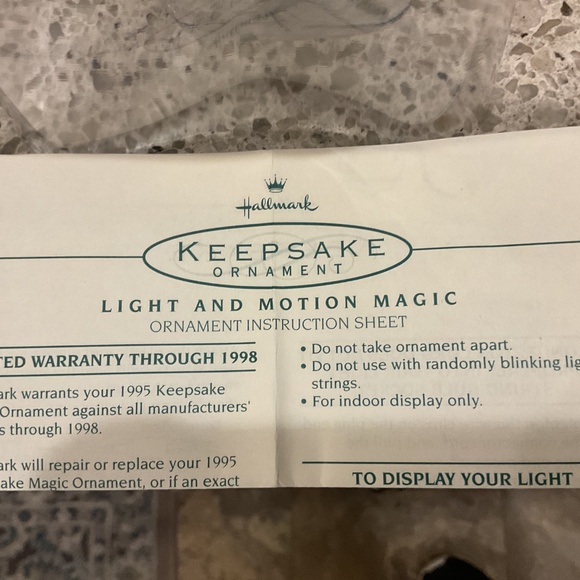 Hallmark
KEEPSAKE
ORNAMENT
LIGHT AND MOTION MAGIC
ORNAMENT INSTRUCTION SHEET
TED WARRANTY THROUGH 1998
ark warrants your 1995 Keepsake
Ornament against all manufacturers'
s through 1998.
ark will repair or replace your 1995
ake Magic Ornament, or if an exact
• Do not take ornament apart.
• Do not use with randomly blinking lig
strings.
• For indoor display only.
TO DISPLAY YOUR LIGHT